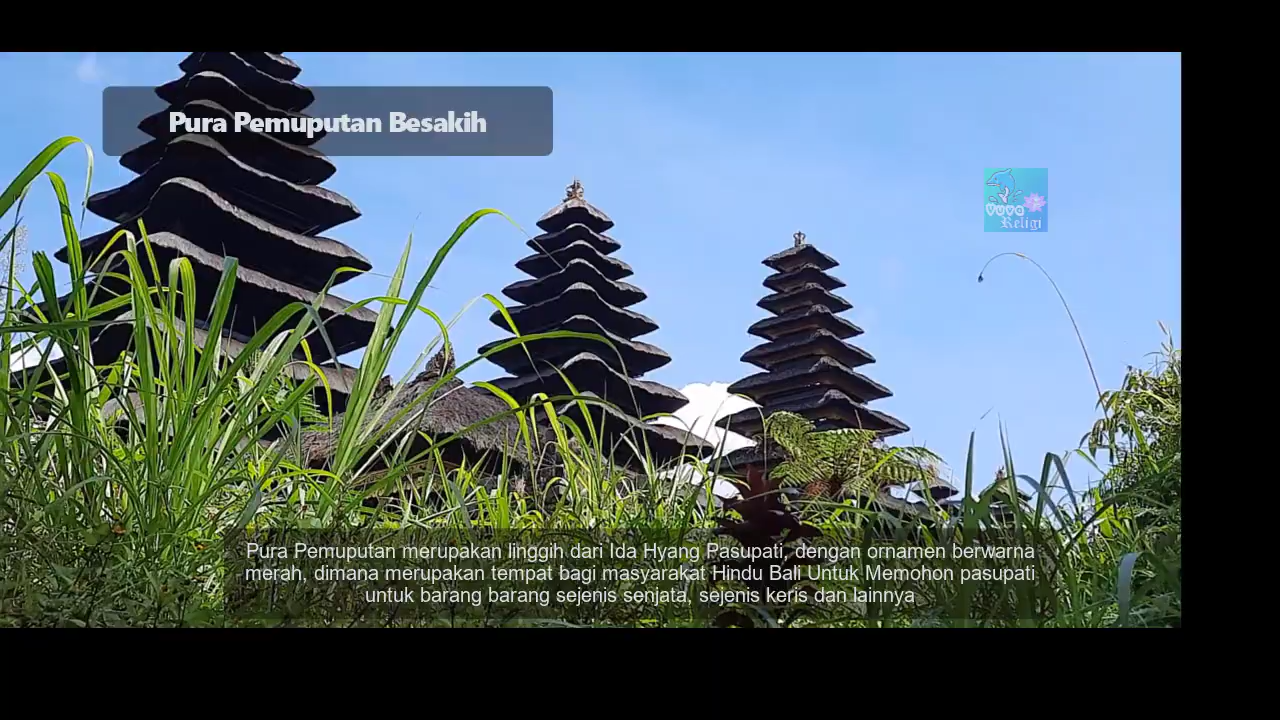 Pura Pemuputan Besakih
Vuvo
Religi
Pura Pemuputan merupakan linggih dari Ida Hyang Pasupati, dengan ornamen berwarna
merah, dimana merupakan tempat bagi masyarakat Hindu Bali Untuk Memohon pasupati
untuk barang barang sejenis senjata, sejenis keris dan lainnya